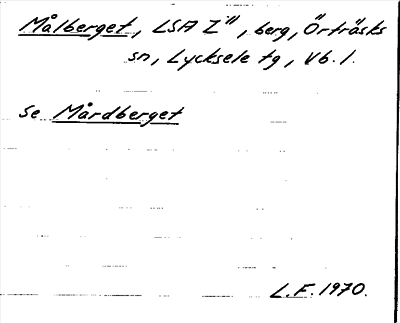 Målberget, LSA Z", berg, Örträsks
sn, Lycksele tg, Vb. l.
Se Mårdberget
L.F. 1970.